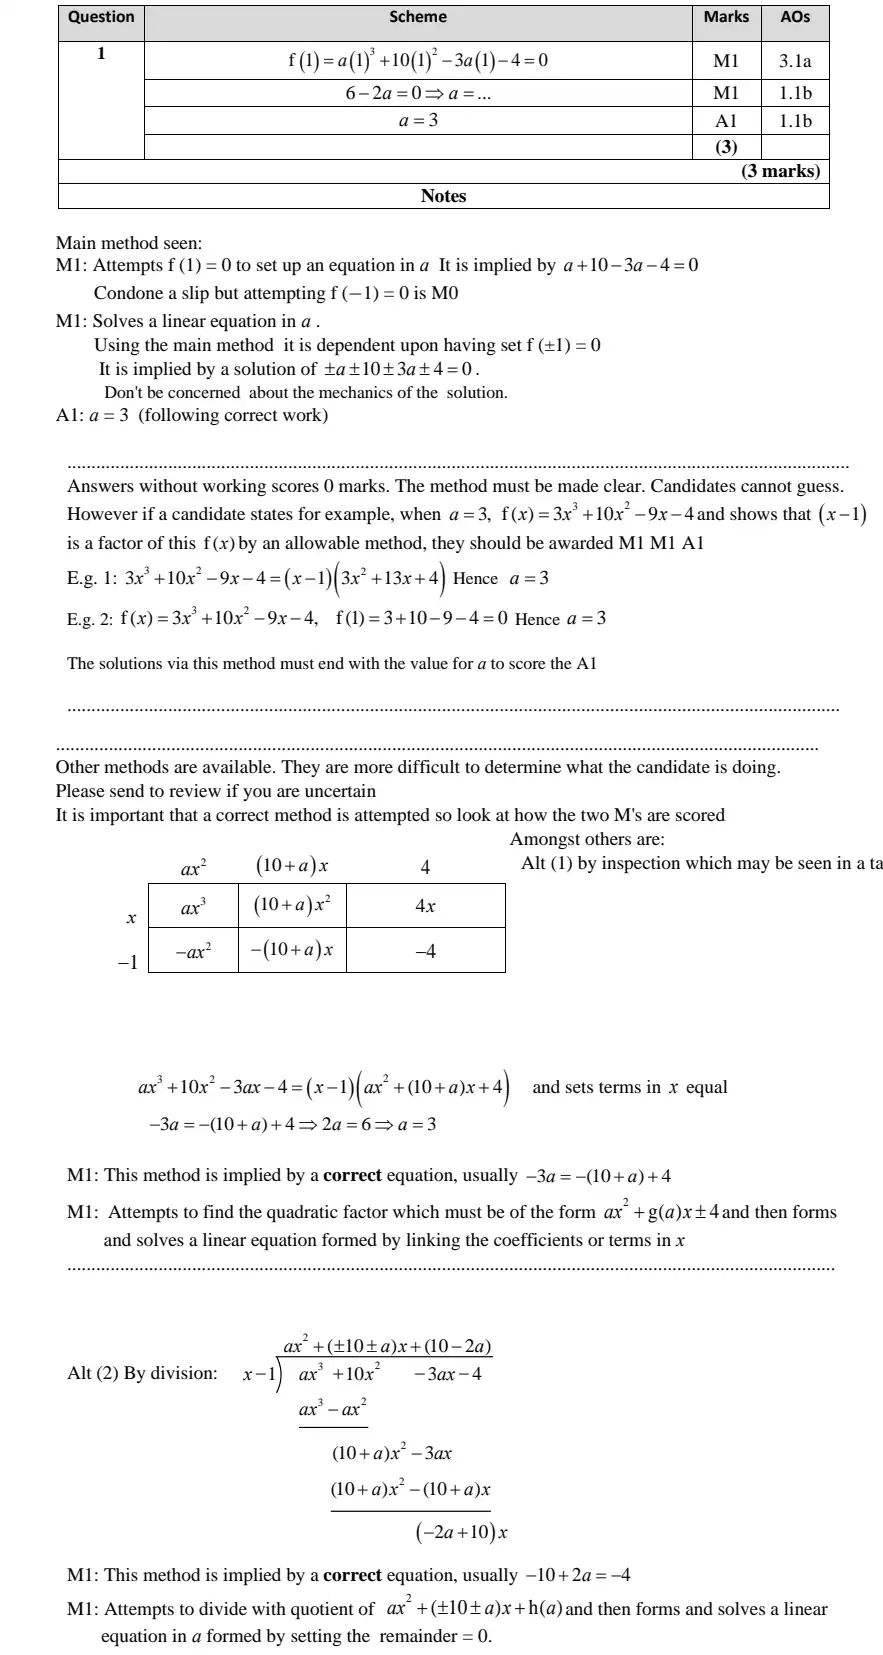 Question Scheme Marks AOs
1 f (1) = a(1)³ + 10(1)² − 3a(1) − 4 = 0 M1 3.1a
6 − 2a = 0 ⇒ a = ... M1 1.1b
a = 3 A1 1.1b
(3)
(3 marks)
Notes
Main method seen:
M1: Attempts f (1) = 0 to set up an equation in a It is implied by a + 10 − 3a − 4 = 0
Condone a slip but attempting f (−1) = 0 is M0
M1: Solves a linear equation in a .
Using the main method it is dependent upon having set f (±1) = 0
It is implied by a solution of ±a ± 10 ± 3a ± 4 = 0 .
Don't be concerned about the mechanics of the solution.
A1: a = 3 (following correct work)
Answers without working scores 0 marks. The method must be made clear. Candidates cannot guess.
However if a candidate states for example, when a = 3, f(x) = 3x³ + 10x² − 9x − 4 and shows that (x − 1)
is a factor of this f(x) by an allowable method, they should be awarded M1 M1 A1
E.g. 1: 3x³ + 10x² − 9x − 4 = (x − 1)(3x² + 13x + 4) Hence a = 3
E.g. 2: f(x) = 3x³ + 10x² − 9x − 4, f(1) = 3 + 10 − 9 − 4 = 0 Hence a = 3
The solutions via this method must end with the value for a to score the A1
Other methods are available. They are more difficult to determine what the candidate is doing.
Please send to review if you are uncertain
It is important that a correct method is attempted so look at how the two M's are scored
Amongst others are:
Alt (1) by inspection which may be seen in a ta
ax² (10 + a)x 4
x ax³ (10 + a)x² 4x
−1 −ax² −(10 + a)x −4
ax³ + 10x² − 3ax − 4 = (x − 1)(ax² + (10 + a)x + 4) and sets terms in x equal
−3a = −(10 + a) + 4 ⇒ 2a = 6 ⇒ a = 3
M1: This method is implied by a correct equation, usually −3a = −(10 + a) + 4
M1: Attempts to find the quadratic factor which must be of the form ax² + g(a)x ± 4 and then forms
and solves a linear equation formed by linking the coefficients or terms in x
ax² + (±10 ± a)x + (10 − 2a)
Alt (2) By division: x − 1) ax³ + 10x² − 3ax − 4
ax³ − ax²
(10 + a)x² − 3ax
(10 + a)x² − (10 + a)x
(−2a + 10)x
M1: This method is implied by a correct equation, usually −10 + 2a = −4
M1: Attempts to divide with quotient of ax² + (±10 ± a)x + h(a) and then forms and solves a linear
equation in a formed by setting the remainder = 0.